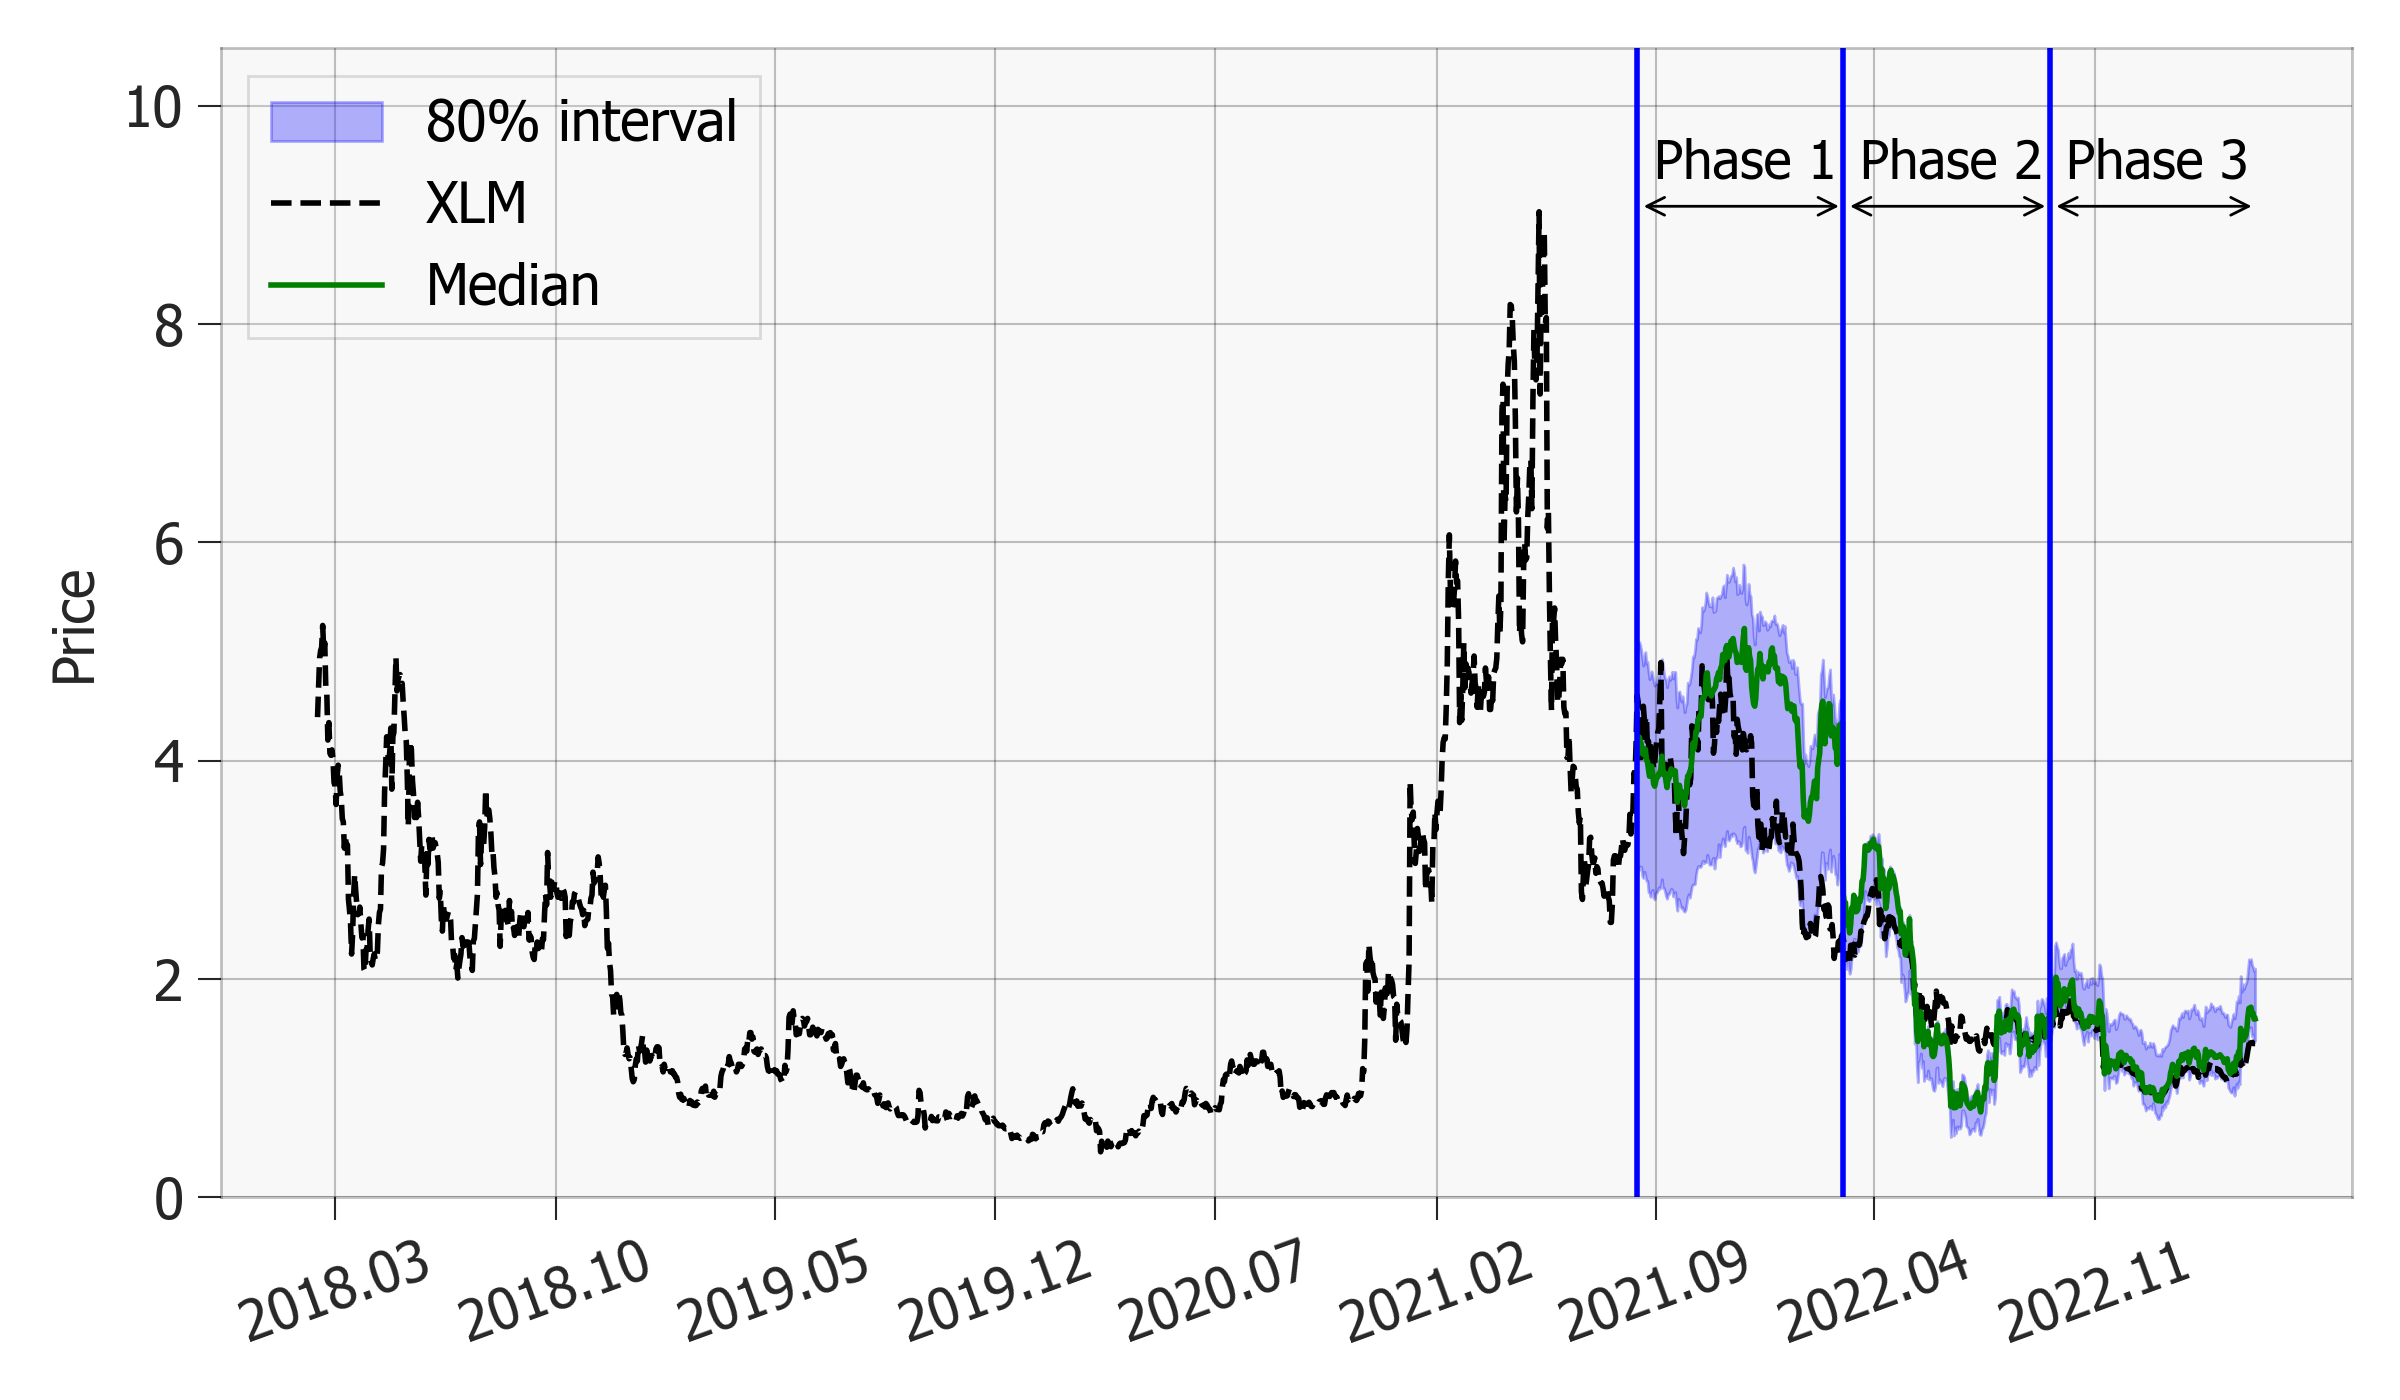 80% interval
XLM
Median
Phase 1
Phase 2
Phase 3
Price
10
8
6
4
2
0
2018.03
2018.10
2019.05
2019.12
2020.07
2021.02
2021.09
2022.04
2022.11